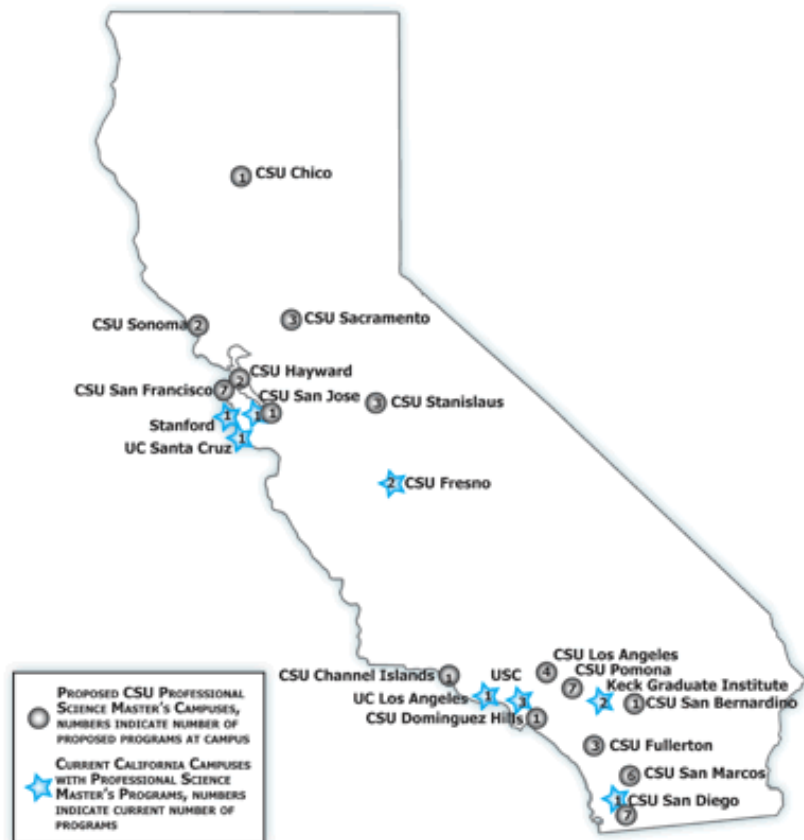 1 CSU Chico
CSU Sonoma 2
3 CSU Sacramento
2 CSU Hayward
CSU San Francisco 7
CSU San Jose
1 1
3 CSU Stanislaus
Stanford 1
UC Santa Cruz 1
2 CSU Fresno
CSU Channel Islands 1
USC
3
UC Los Angeles 1
CSU Dominguez Hills 1
CSU Los Angeles
4
CSU Pomona
7
Keck Graduate Institute
2
1 CSU San Bernardino
3 CSU Fullerton
6 CSU San Marcos
1 CSU San Diego
7
Proposed CSU Professional
Science Master's Campuses,
numbers indicate number of
proposed programs at campus
Current California Campuses
with Professional Science
Master's Programs, numbers
indicate current number of
programs